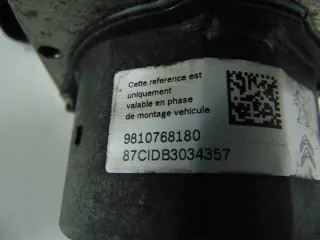 Cette reference est
uniquement
valable en phase
de montage vehicule
9810768180
87CIDB3034357